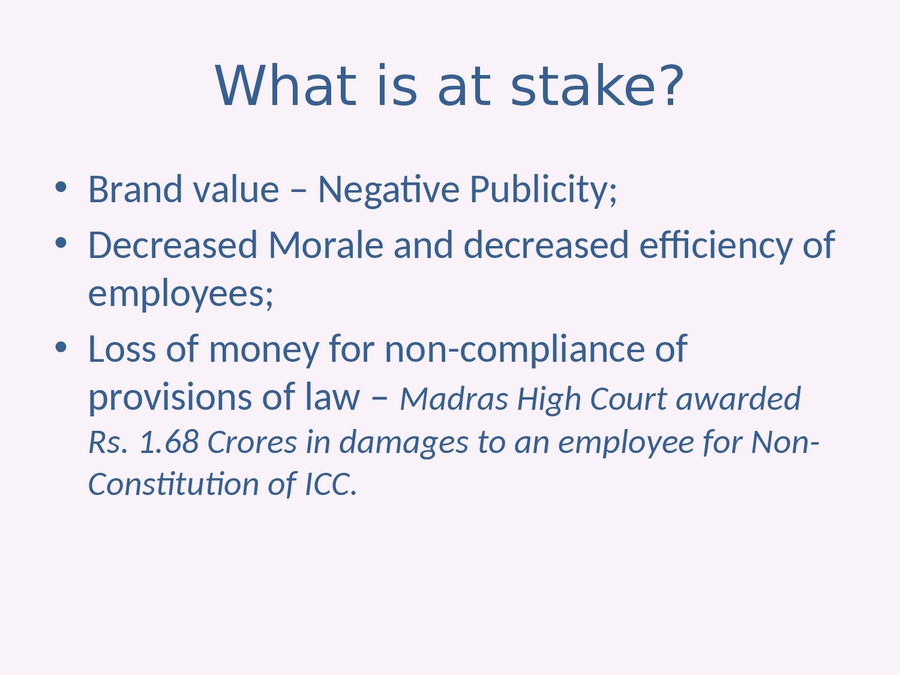 What is at stake?
• Brand value – Negative Publicity;
• Decreased Morale and decreased efficiency of
employees;
• Loss of money for non-compliance of
provisions of law – Madras High Court awarded
Rs. 1.68 Crores in damages to an employee for Non-
Constitution of ICC.